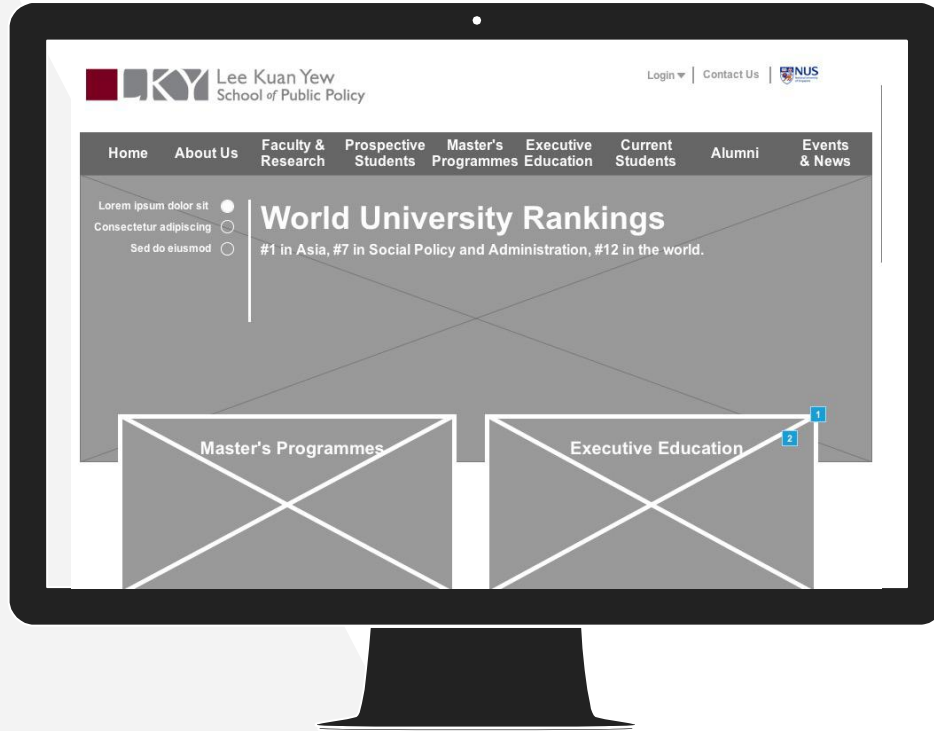 LKY Lee Kuan Yew
School of Public Policy
Login
Contact Us
NUS
Home
About Us
Faculty &
Research
Prospective
Students
Master's
Programmes
Executive
Education
Current
Students
Alumni
Events
& News
Lorem ipsum dolor sit
Consectetur adipiscing
Sed do eiusmod
World University Rankings
#1 in Asia, #7 in Social Policy and Administration, #12 in the world.
1
2
Master's Programmes
Executive Education